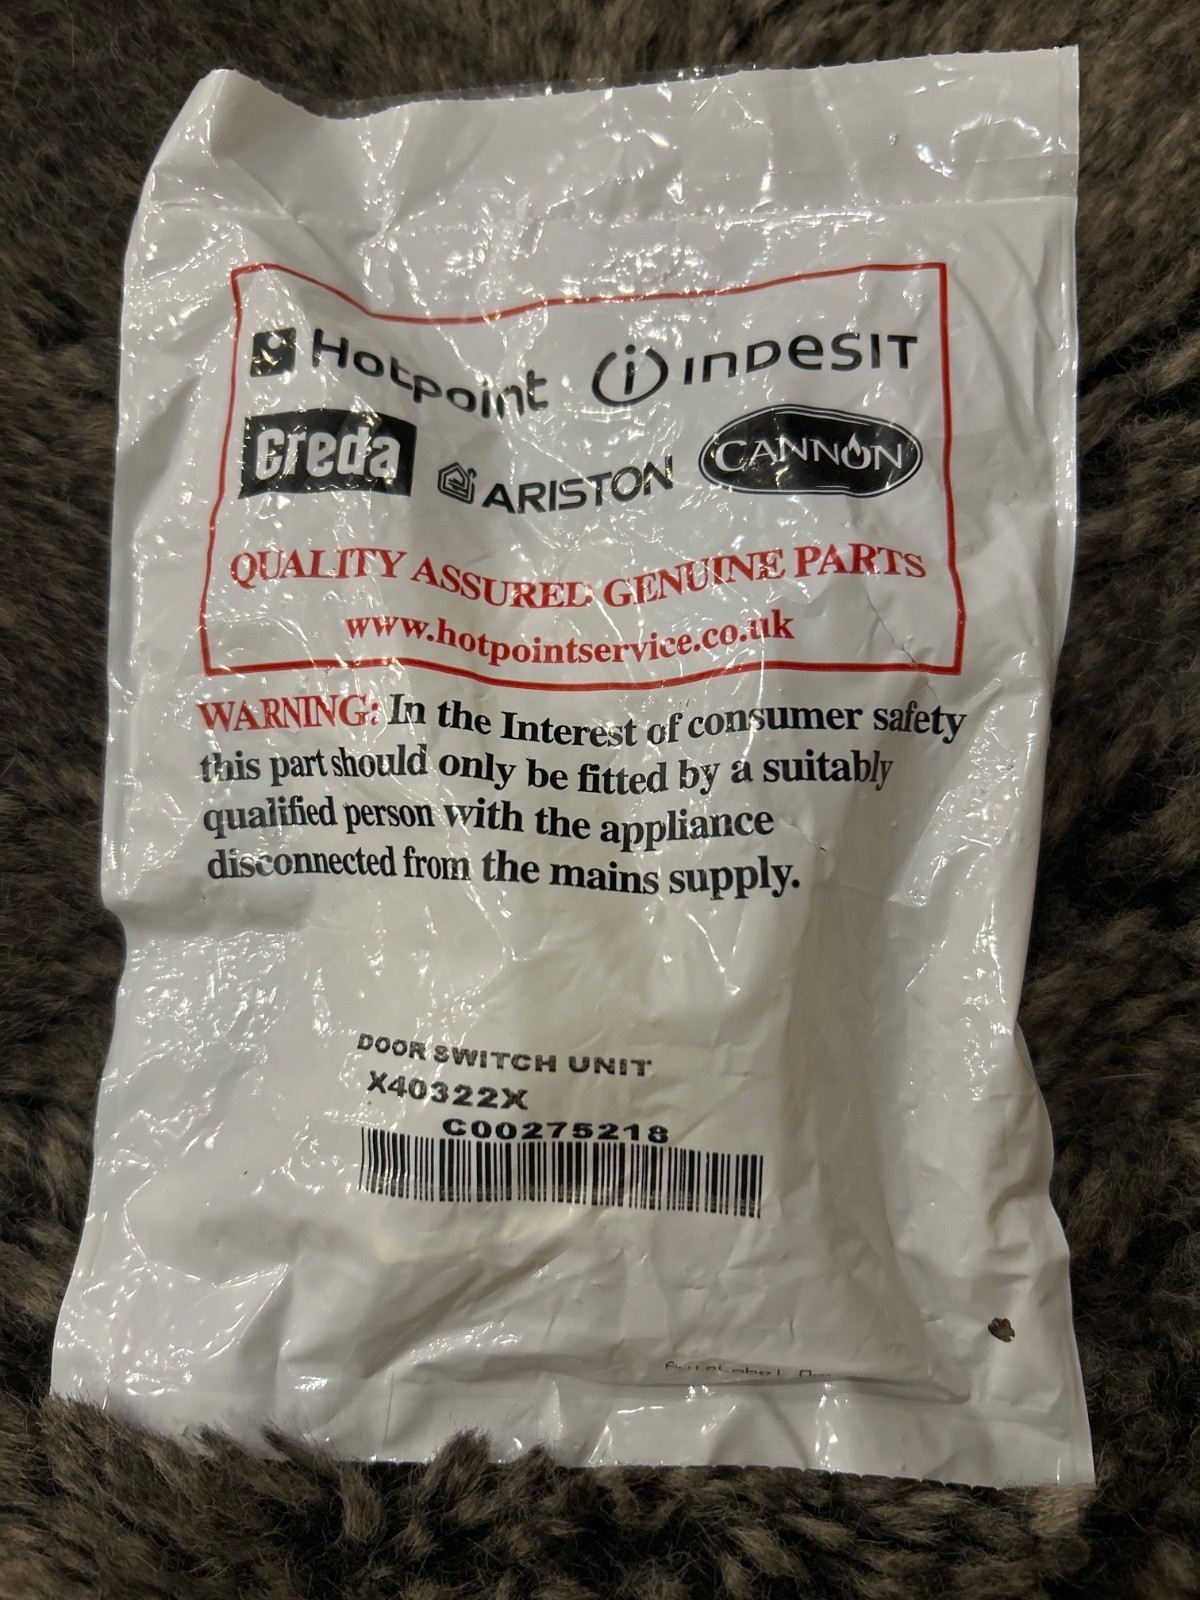 Hotpoint
indesit
creda
ARISTON
CANNON
QUALITY ASSURED GENUINE PARTS
www.hotpointservice.co.uk
WARNING: In the Interest of consumer safety
this part should only be fitted by a suitably
qualified person with the appliance
disconnected from the mains supply.
DOOR SWITCH UNIT
X40322X
C00275218
AutoLabel